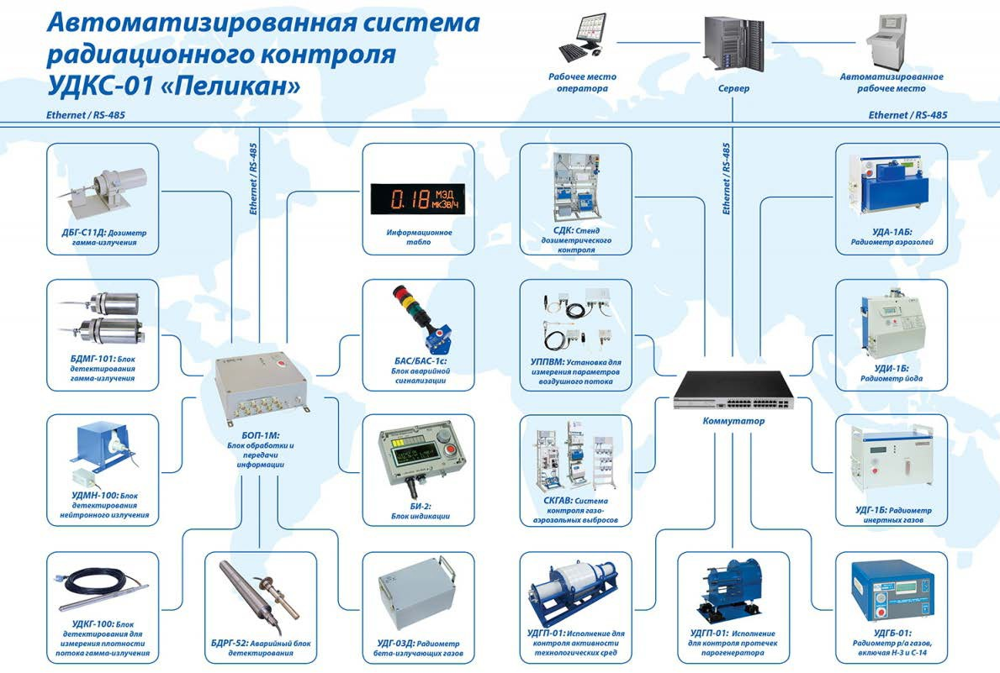 Автоматизированная система
радиационного контроля
УДКС-01 «Пеликан»
Рабочее место
оператора
Сервер
Автоматизированное
рабочее место
Ethernet / RS-485
Ethernet / RS-485
Ethernet / RS-485
Ethernet / RS-485
ДБГ-С11Д: Дозиметр
гамма-излучения
0.18 МЭД
мкЗв/ч
Информационное
табло
СДК: Стенд
дозиметрического
контроля
УДА-1АБ:
Радиометр аэрозолей
БДМГ-101: Блок
детектирования
гамма-излучения
БАС/БАС-1с:
Блок аварийной
сигнализации
УППВМ: Установка для
измерения параметров
воздушного потока
УДИ-1Б:
Радиометр йода
БОП-1М:
Блок обработки и
передачи
информации
Коммутатор
УДМН-100: Блок
детектирования
нейтронного излучения
БИ-2:
Блок индикации
СКГАВ: Система
контроля газо-
аэрозольных выбросов
УДГ-1Б: Радиометр
инертных газов
УДКГ-100: Блок
детектирования для
измерения плотности
потока гамма-излучения
БДРГ-52: Аварийный блок
детектирования
УДГ-03Д: Радиометр
бета-излучающих газов
УДГП-01: Исполнение для
контроля активности
технологических сред
УДГП-01: Исполнение
для контроля протечек
парогенератора
УДГБ-01:
Радиометр р/а газов,
включая Н-3 и С-14